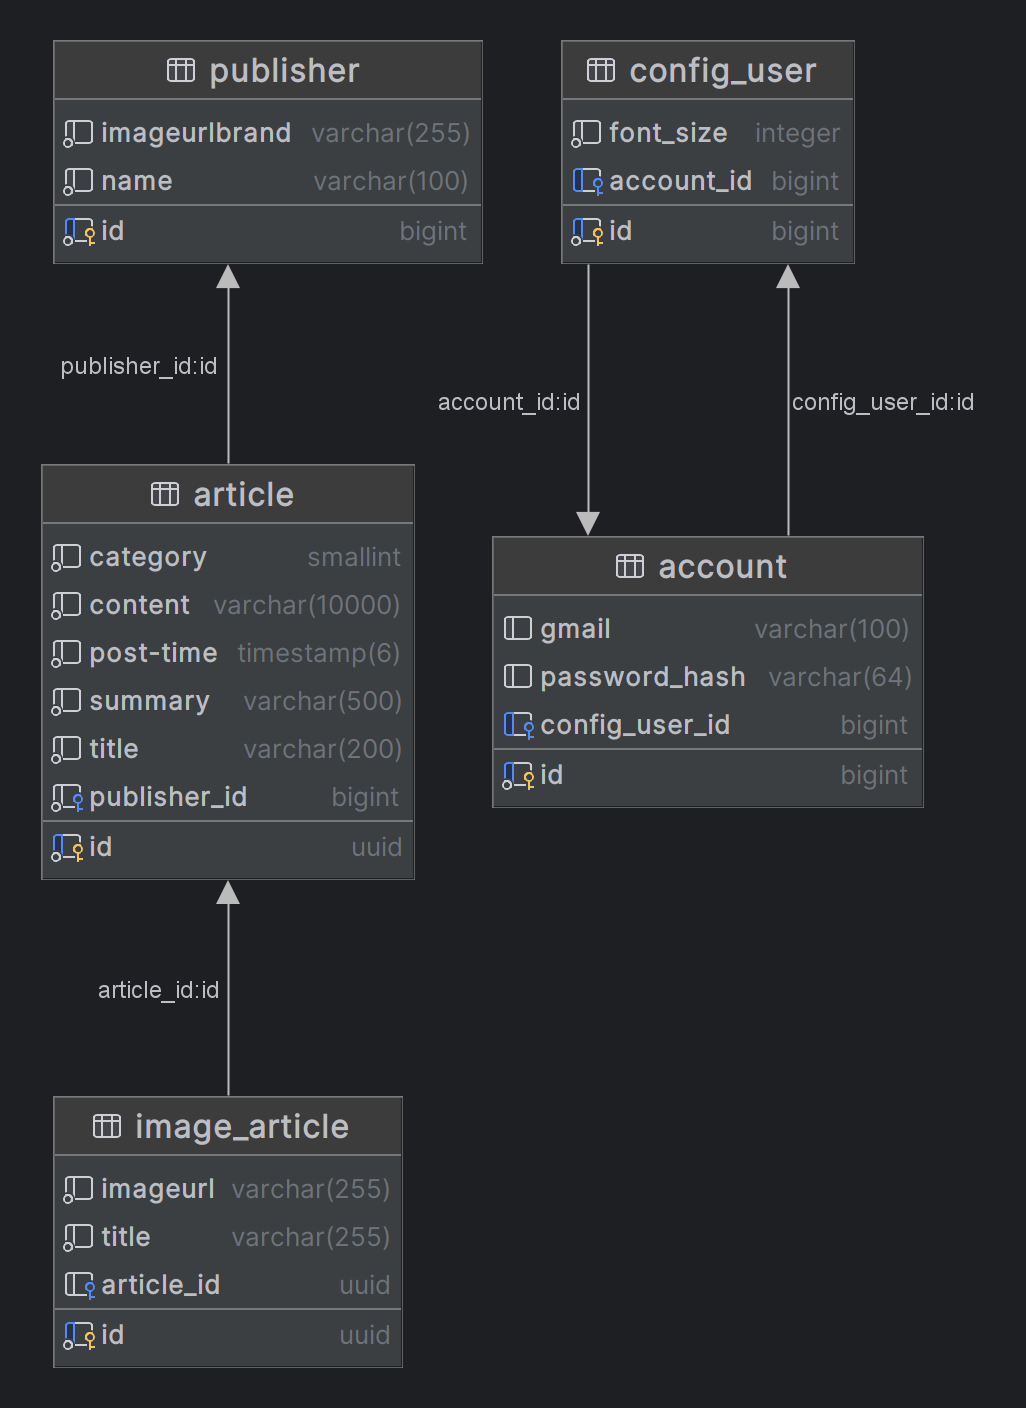 publisher
imageurlbrand varchar(255)
name varchar(100)
id bigint
config_user
font_size integer
account_id bigint
id bigint
publisher_id:id
account_id:id
config_user_id:id
article
category smallint
content varchar(10000)
post-time timestamp(6)
summary varchar(500)
title varchar(200)
publisher_id bigint
id uuid
account
gmail varchar(100)
password_hash varchar(64)
config_user_id bigint
id bigint
article_id:id
image_article
imageurl varchar(255)
title varchar(255)
article_id uuid
id uuid